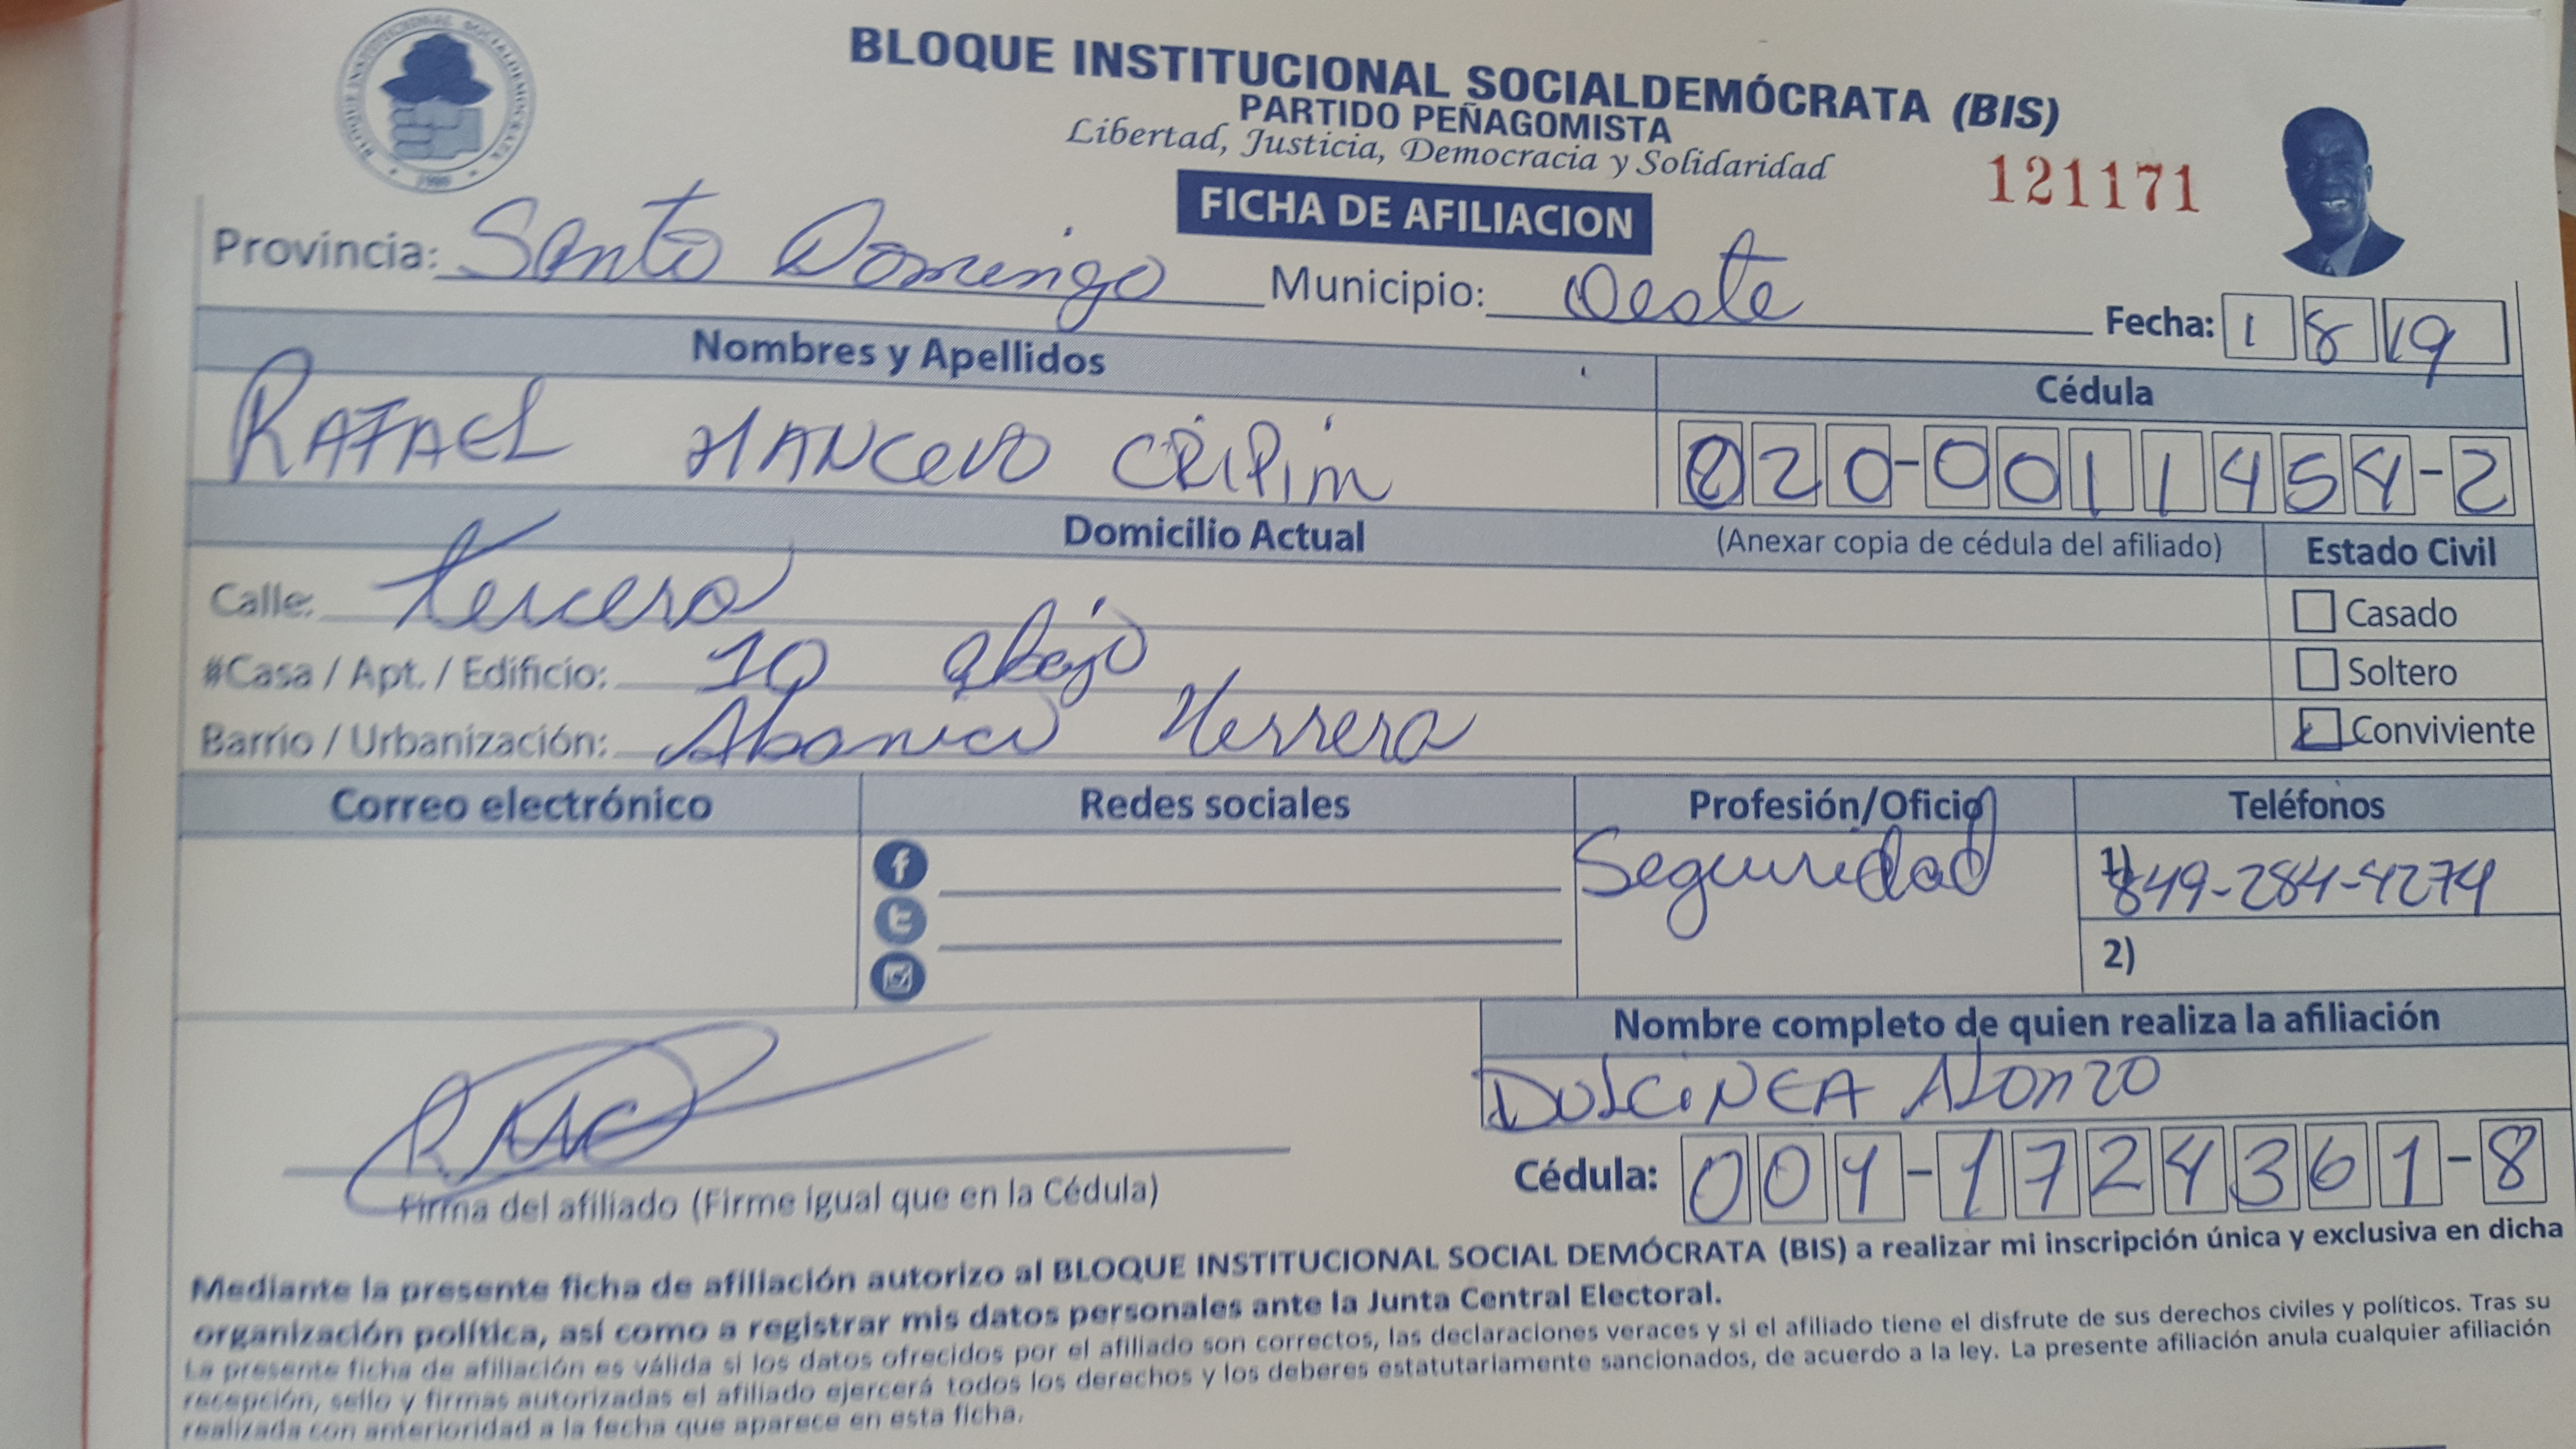 BLOQUE INSTITUCIONAL SOCIALDEMÓCRATA (BIS)
PARTIDO PEÑAGOMISTA
Libertad, Justicia, Democracia y Solidaridad
121171
FICHA DE AFILIACION
Provincia: Santo Domingo Municipio: Oeste Fecha: 1 8 19
Nombres y Apellidos Cédula
RAFAEL MANCEVO CRIPIM 020-0011454-2
Domicilio Actual (Anexar copia de cédula del afiliado) Estado Civil
Calle: tercera Casado
#Casa / Apt. / Edificio: 10 abajo Soltero
Barrio / Urbanización: Abanico Herrera Conviviente
Correo electrónico Redes sociales Profesión/Oficio Teléfonos
Seguridad 1) 849-284-4274
2)
Nombre completo de quien realiza la afiliación
DULCINEA ALONZO
Cédula: 001-1724361-8
Firma del afiliado (Firme igual que en la Cédula)
Mediante la presente ficha de afiliación autorizo al BLOQUE INSTITUCIONAL SOCIAL DEMÓCRATA (BIS) a realizar mi inscripción única y exclusiva en dicha
organización política, así como a registrar mis datos personales ante la Junta Central Electoral.
La presente ficha de afiliación es válida si los datos ofrecidos por el afiliado son correctos, las declaraciones veraces y si el afiliado tiene el disfrute de sus derechos civiles y políticos. Tras su
recepción, sello y firmas autorizadas el afiliado ejercerá todos los derechos y los deberes estatutariamente sancionados, de acuerdo a la ley. La presente afiliación anula cualquier afiliación
realizada con anterioridad a la fecha que aparece en esta ficha.